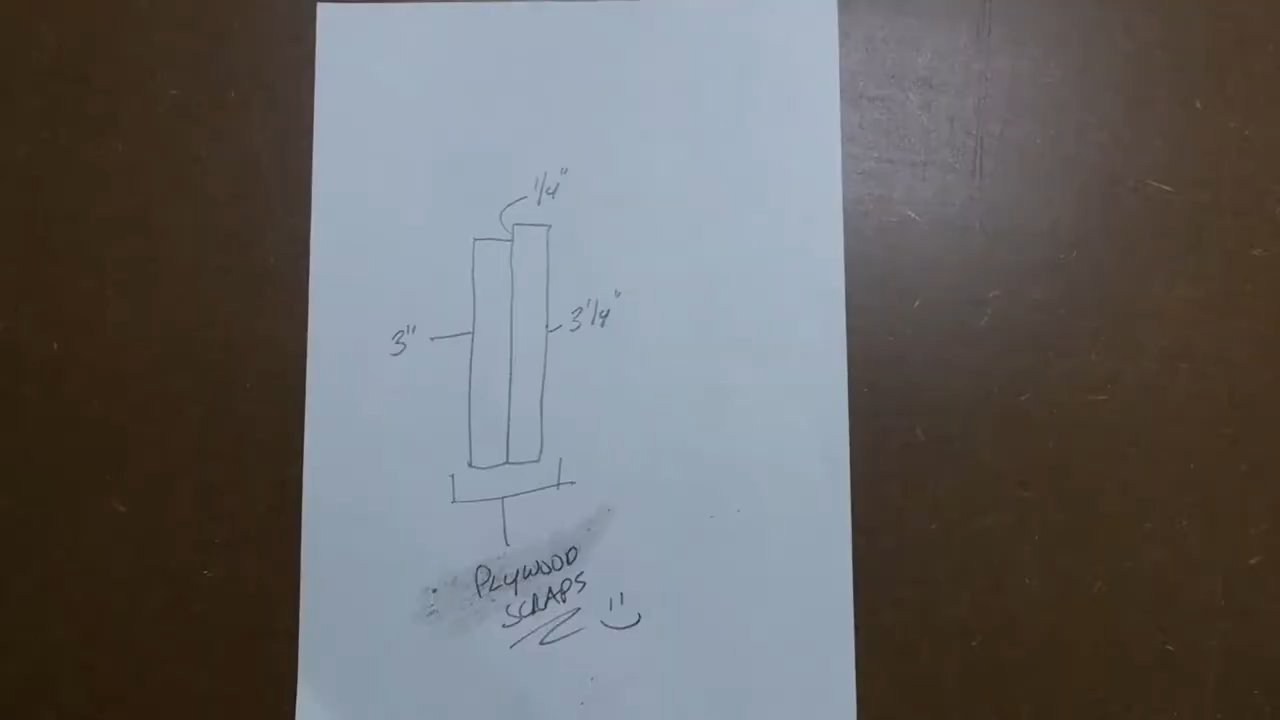 1/4"
3"
3 1/4"
PLYWOOD
SCRAPS